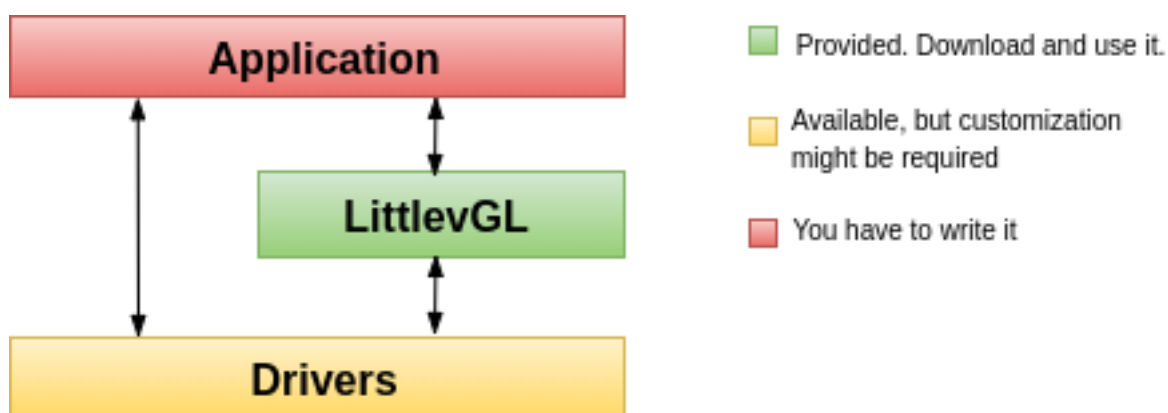 Application
LittlevGL
Drivers
Provided. Download and use it.
Available, but customization
might be required
You have to write it